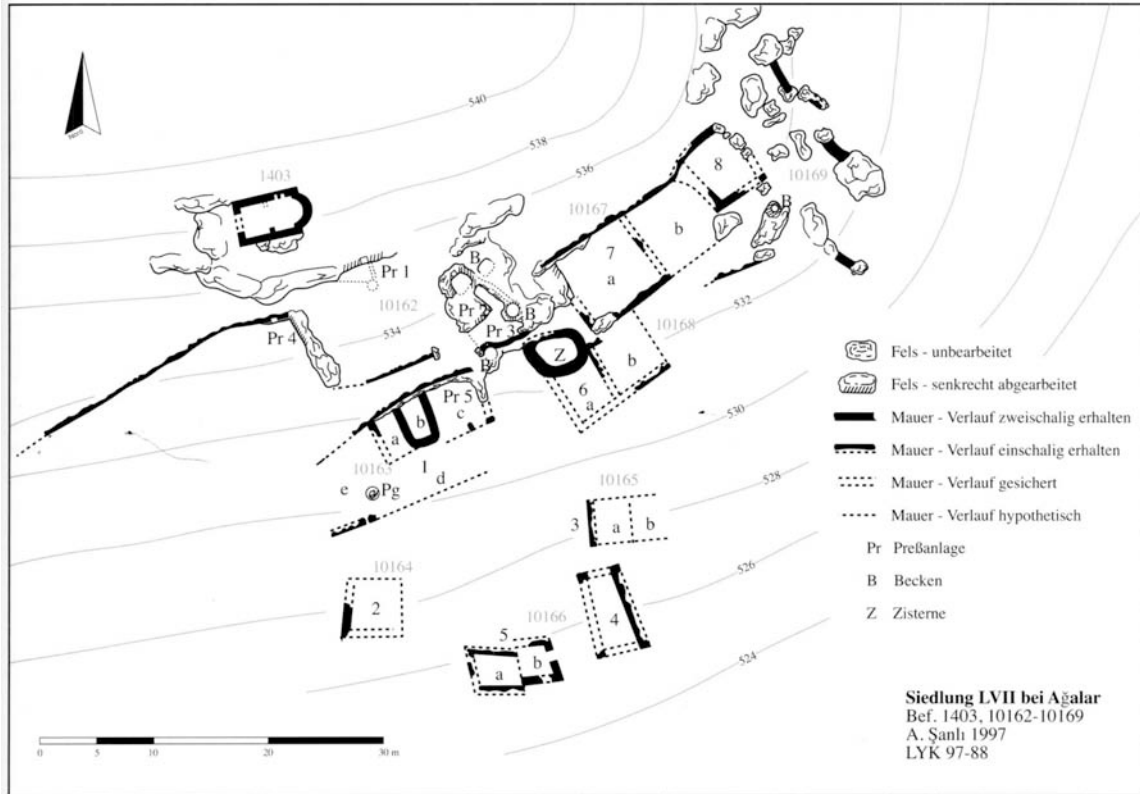 540
538
536
534
532
530
528
526
524
1403
10169
10167
8
b
7
a
B
B
Pr 1
10162
Pr 2
B
Pr 3
B
Pr 4
10168
Z
b
6
a
Pr 5
c
b
a
1
10163
d
e
Pg
10165
3
a
b
10164
2
10166
4
5
a
b
Fels - unbearbeitet
Fels - senkrecht abgearbeitet
Mauer - Verlauf zweischalig erhalten
Mauer - Verlauf einschalig erhalten
Mauer - Verlauf gesichert
Mauer - Verlauf hypothetisch
Pr Preßanlage
B Becken
Z Zisterne
Siedlung LVII bei Ağalar
Bef. 1403, 10162-10169
A. Şanlı 1997
LYK 97-88
0 5 10 20 30 m